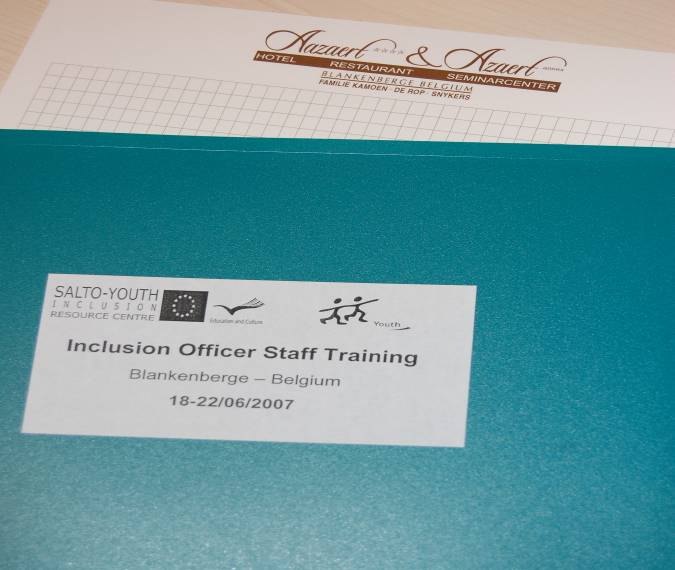 Aazaert **** & Azaert annex
HOTEL RESTAURANT SEMINARCENTER
BLANKENBERGE BELGIUM
FAMILIE KAMOEN - DE ROP - SNYKERS
SALTO-YOUTH
INCLUSION
RESOURCE CENTRE
Education and Culture
Youth
Inclusion Officer Staff Training
Blankenberge – Belgium
18-22/06/2007